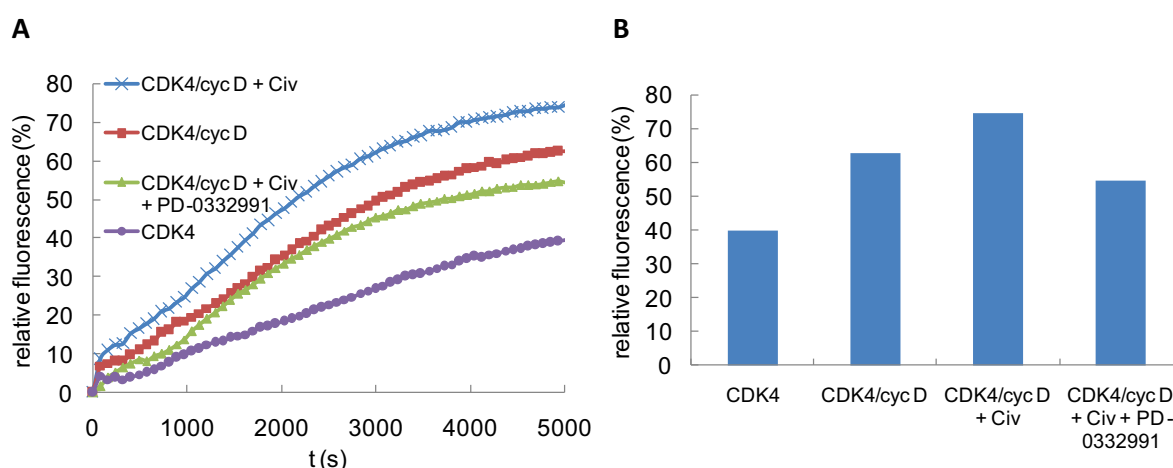 A
relative fluorescence (%)
80
70
60
50
40
30
20
10
0
CDK4/cyc D + Civ
CDK4/cyc D
CDK4/cyc D + Civ
+ PD-0332991
CDK4
0 1000 2000 3000 4000 5000
t (s)
B
relative fluorescence (%)
80
70
60
50
40
30
20
10
0
CDK4
CDK4/cyc D
CDK4/cyc D
+ Civ
CDK4/cyc D
+ Civ + PD-
0332991